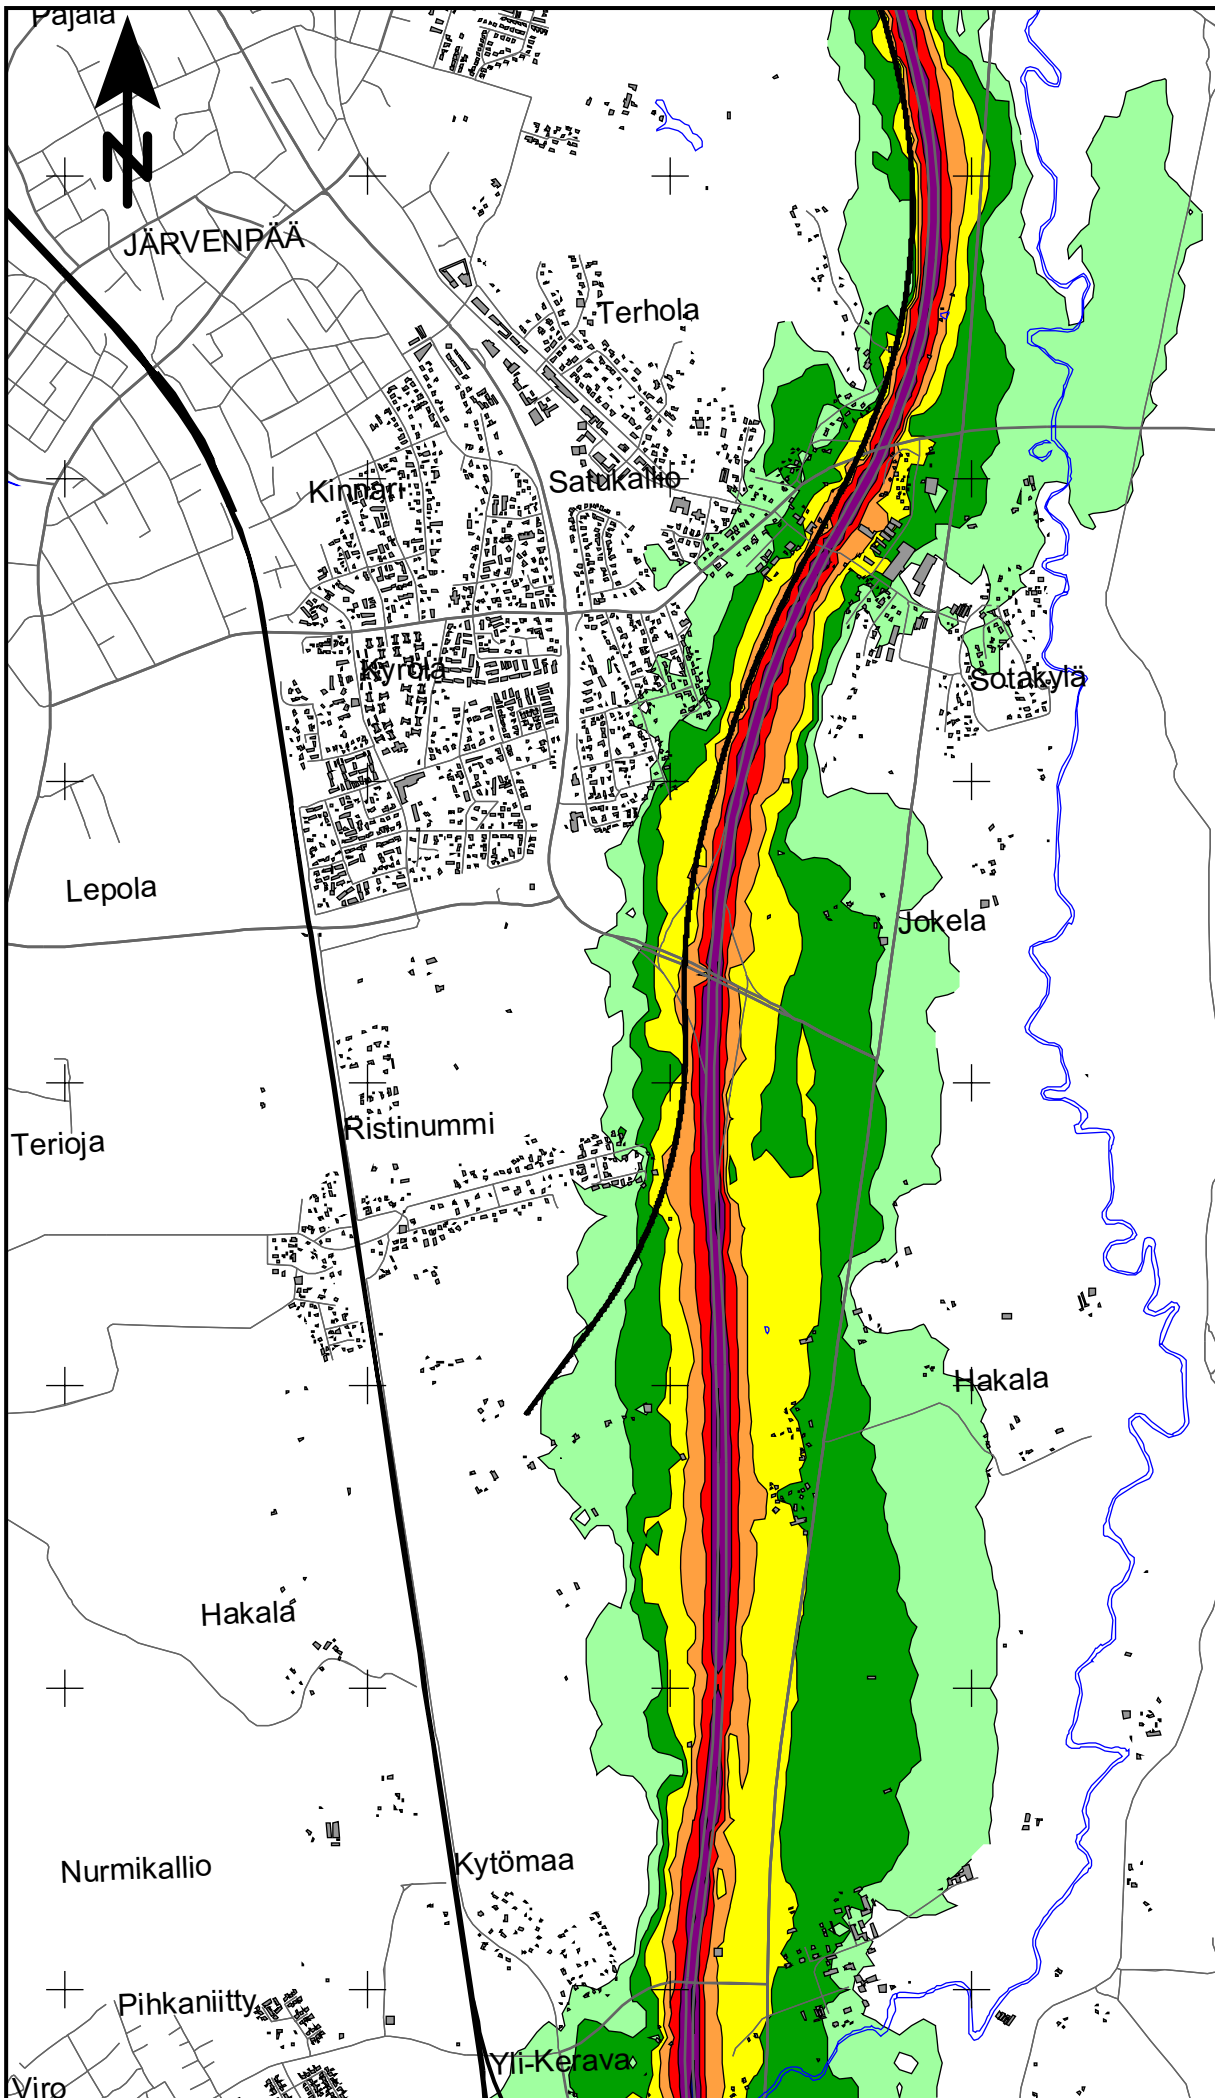 Pajala
N
JÄRVENPÄÄ
Terhola
Kinnari
Satukallio
Kyrölä
Sotakylä
Lepola
Jokela
Ristinummi
Terioja
Hakala
Hakala
Kytömaa
Nurmikallio
Pihkaniitty
Yli-Kerava
Viro